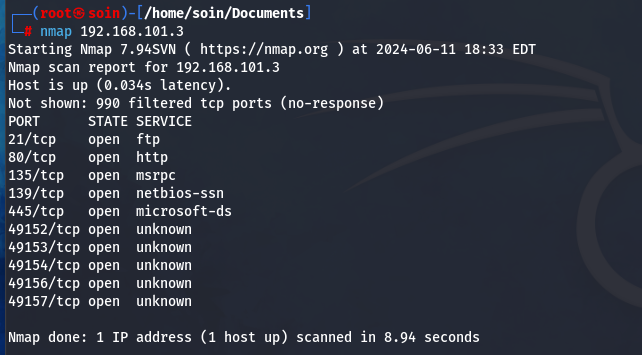 ┌──(root㉿soin)-[/home/soin/Documents]
└─# nmap 192.168.101.3
Starting Nmap 7.94SVN ( https://nmap.org ) at 2024-06-11 18:33 EDT
Nmap scan report for 192.168.101.3
Host is up (0.034s latency).
Not shown: 990 filtered tcp ports (no-response)
PORT      STATE SERVICE
21/tcp    open  ftp
80/tcp    open  http
135/tcp   open  msrpc
139/tcp   open  netbios-ssn
445/tcp   open  microsoft-ds
49152/tcp open  unknown
49153/tcp open  unknown
49154/tcp open  unknown
49156/tcp open  unknown
49157/tcp open  unknown
Nmap done: 1 IP address (1 host up) scanned in 8.94 seconds